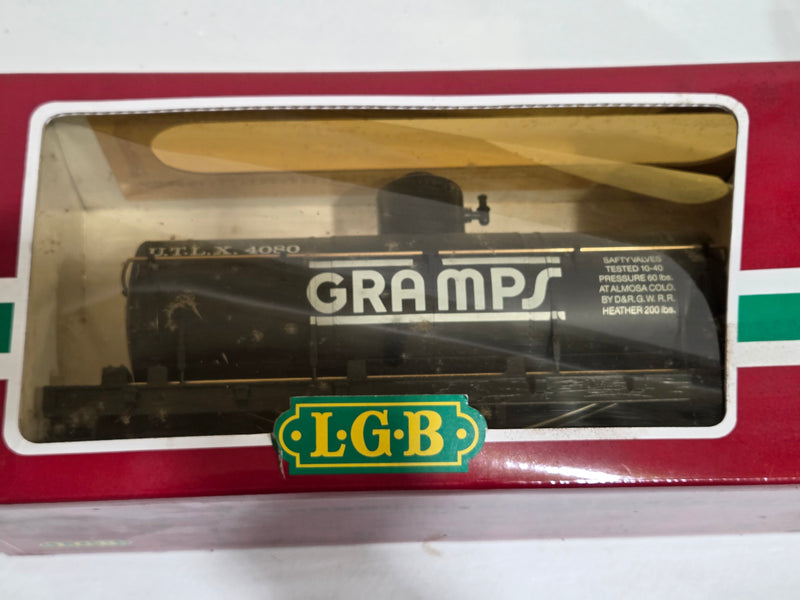 U.T.L.X. 4080
GRAMPS
SAFTY VALVES
TESTED 10-40
PRESSURE 60 lbs.
AT ALMOSA COLO.
BY D&R.G.W. R.R.
HEATHER 200 lbs.
L·G·B
L·G·B